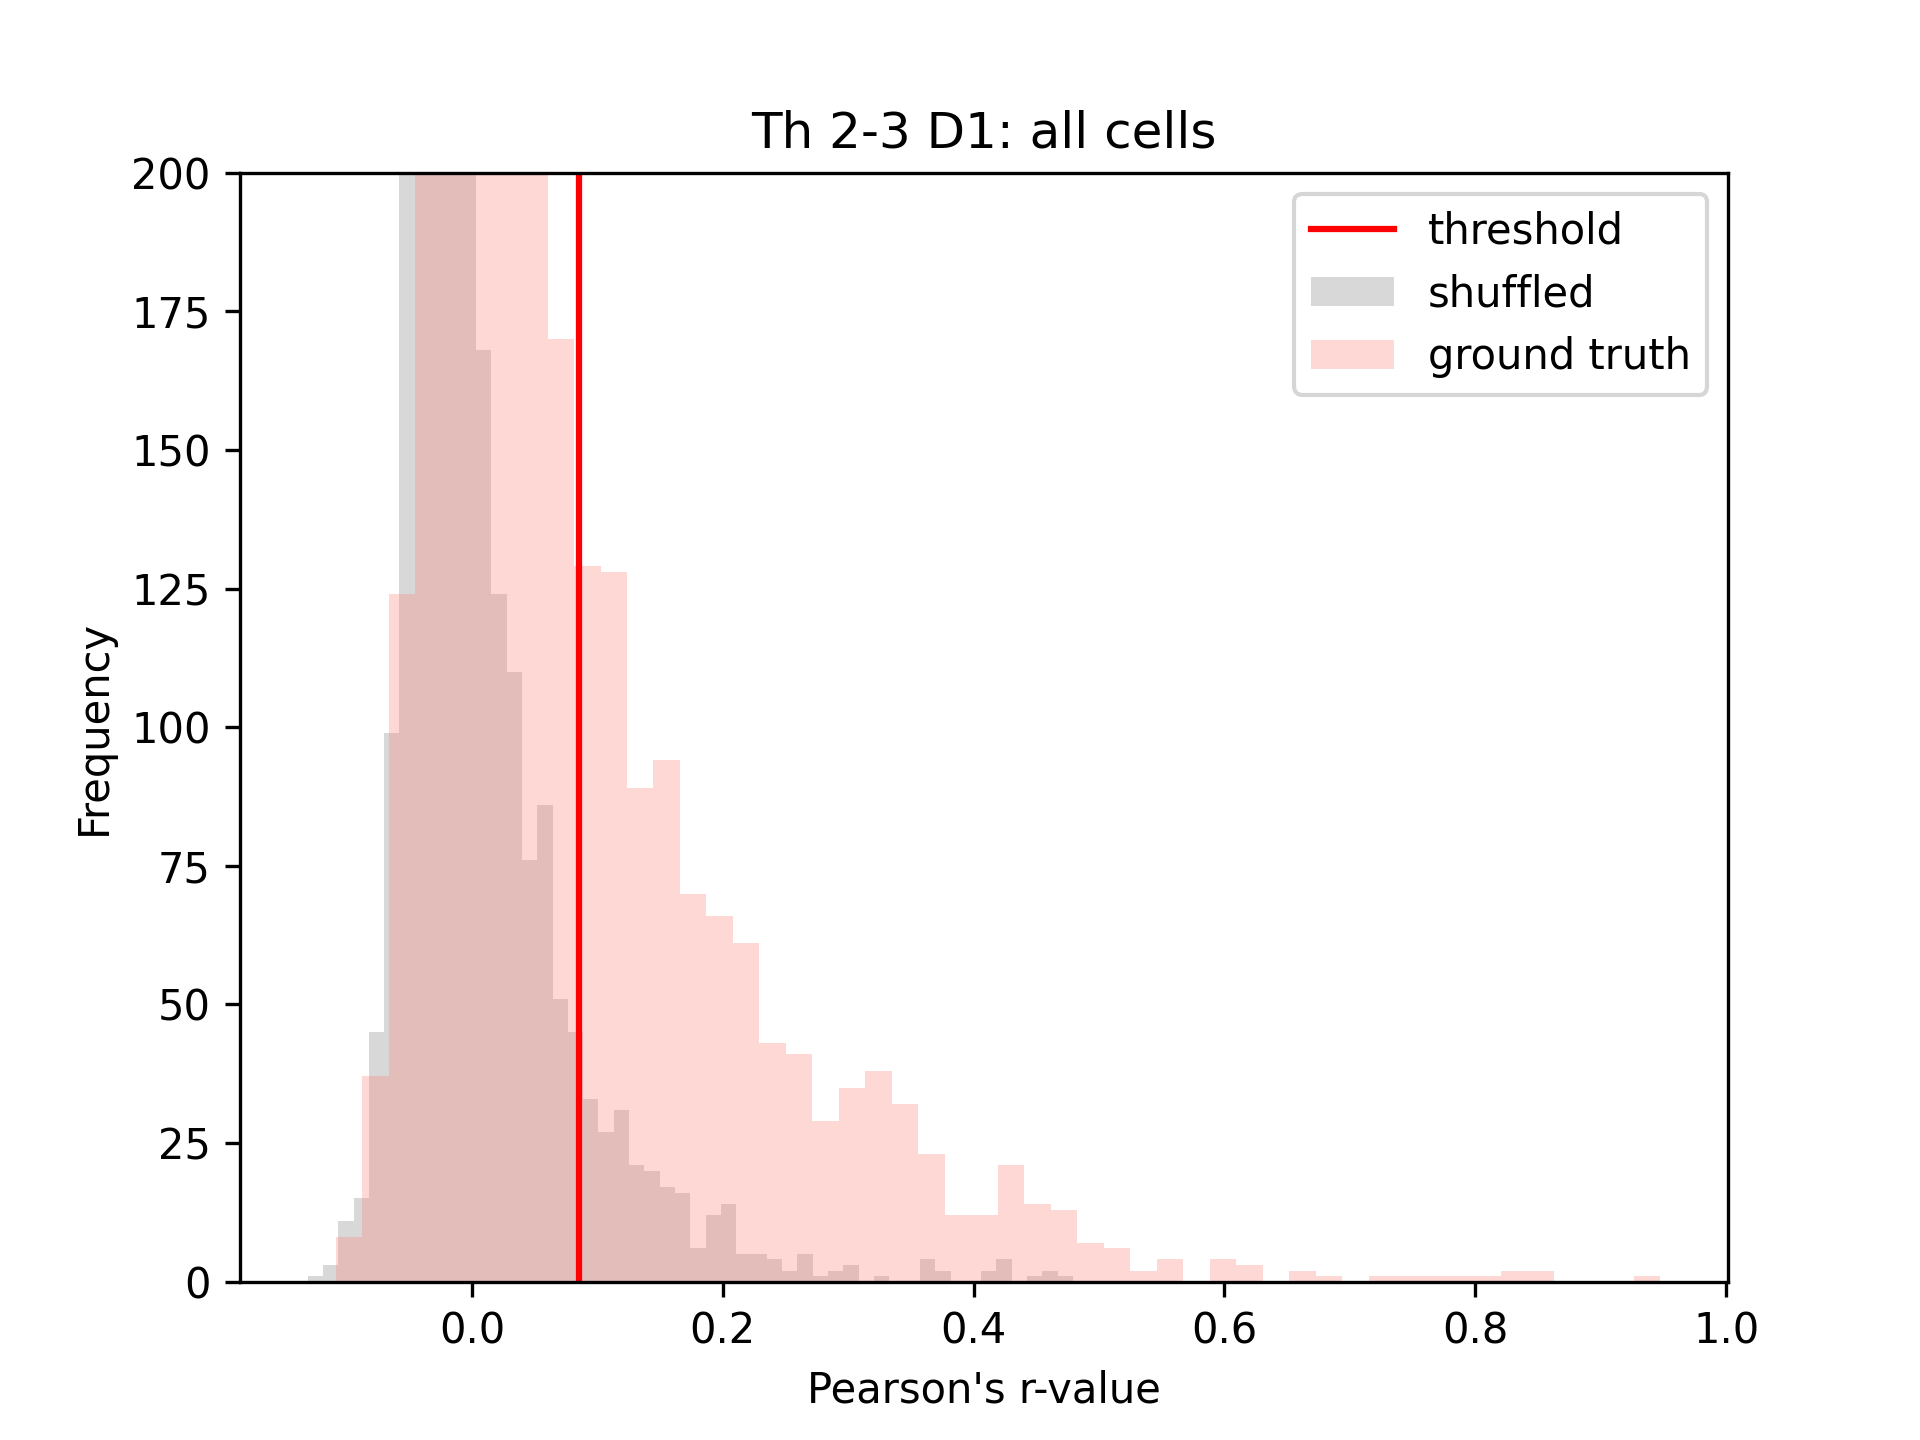 Th 2-3 D1: all cells
200
175
150
125
100
75
50
25
0
Frequency
threshold
shuffled
ground truth
0.0 0.2 0.4 0.6 0.8 1.0
Pearson's r-value